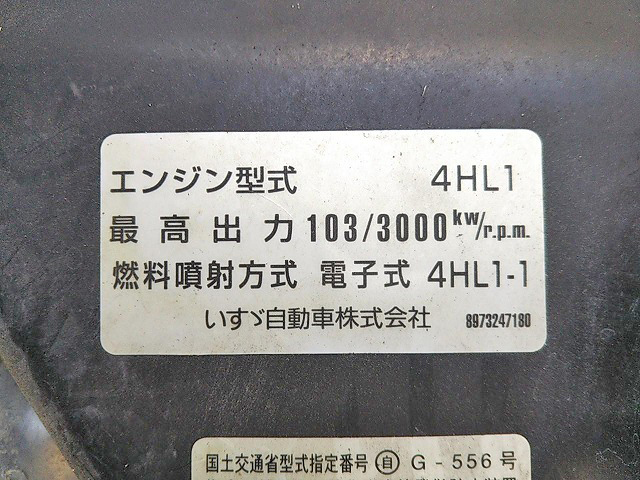 エンジン型式 4HL1
最高出力 103/3000 kw/r.p.m.
燃料噴射方式 電子式 4HL1-1
いすゞ自動車株式会社 8973247180
国土交通省型式指定番号 � G-556号